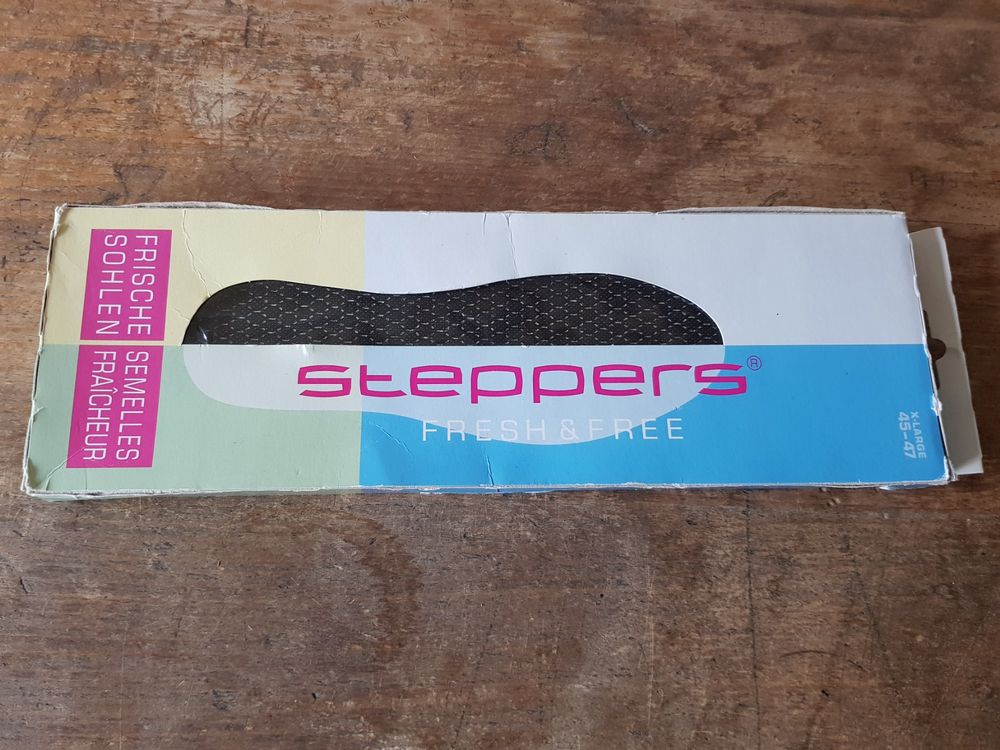 FRISCHE
SOHLEN
SEMELLES
FRAÎCHEUR
steppers®
FRESH & FREE
X-LARGE
45-47